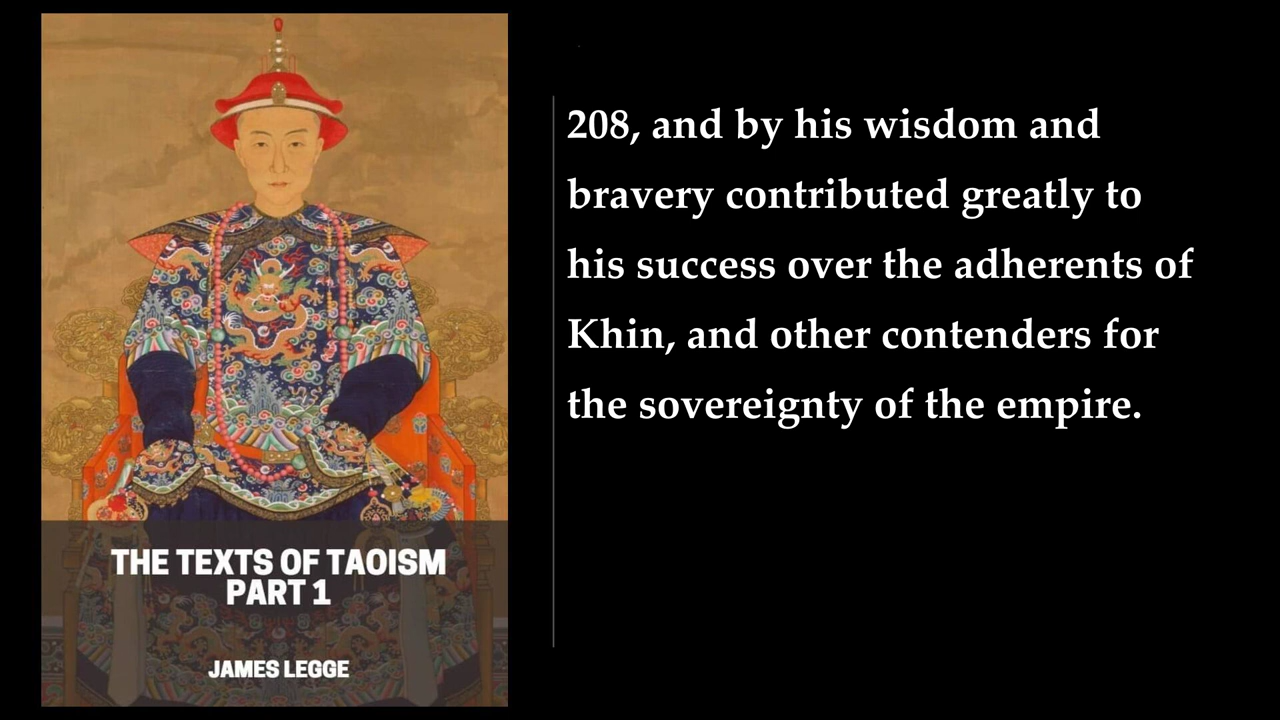 THE TEXTS OF TAOISM
PART 1
JAMES LEGGE
208, and by his wisdom and
bravery contributed greatly to
his success over the adherents of
Khin, and other contenders for
the sovereignty of the empire.